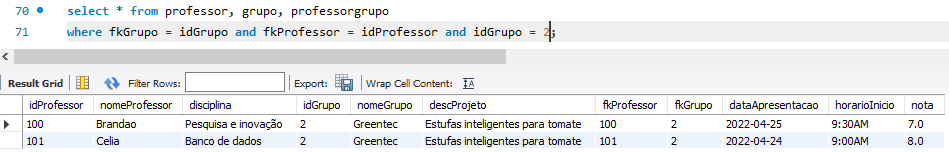 70 select * from professor, grupo, professorgrupo
71 where fkGrupo = idGrupo and fkProfessor = idProfessor and idGrupo = 2;
Result Grid Filter Rows: Export: Wrap Cell Content:
idProfessor nomeProfessor disciplina idGrupo nomeGrupo descProjeto fkProfessor fkGrupo dataApresentacao horarioInicio nota
100 Brandao Pesquisa e inovação 2 Greentec Estufas inteligentes para tomate 100 2 2022-04-25 9:30AM 7.0
101 Celia Banco de dados 2 Greentec Estufas inteligentes para tomate 101 2 2022-04-24 9:00AM 8.0